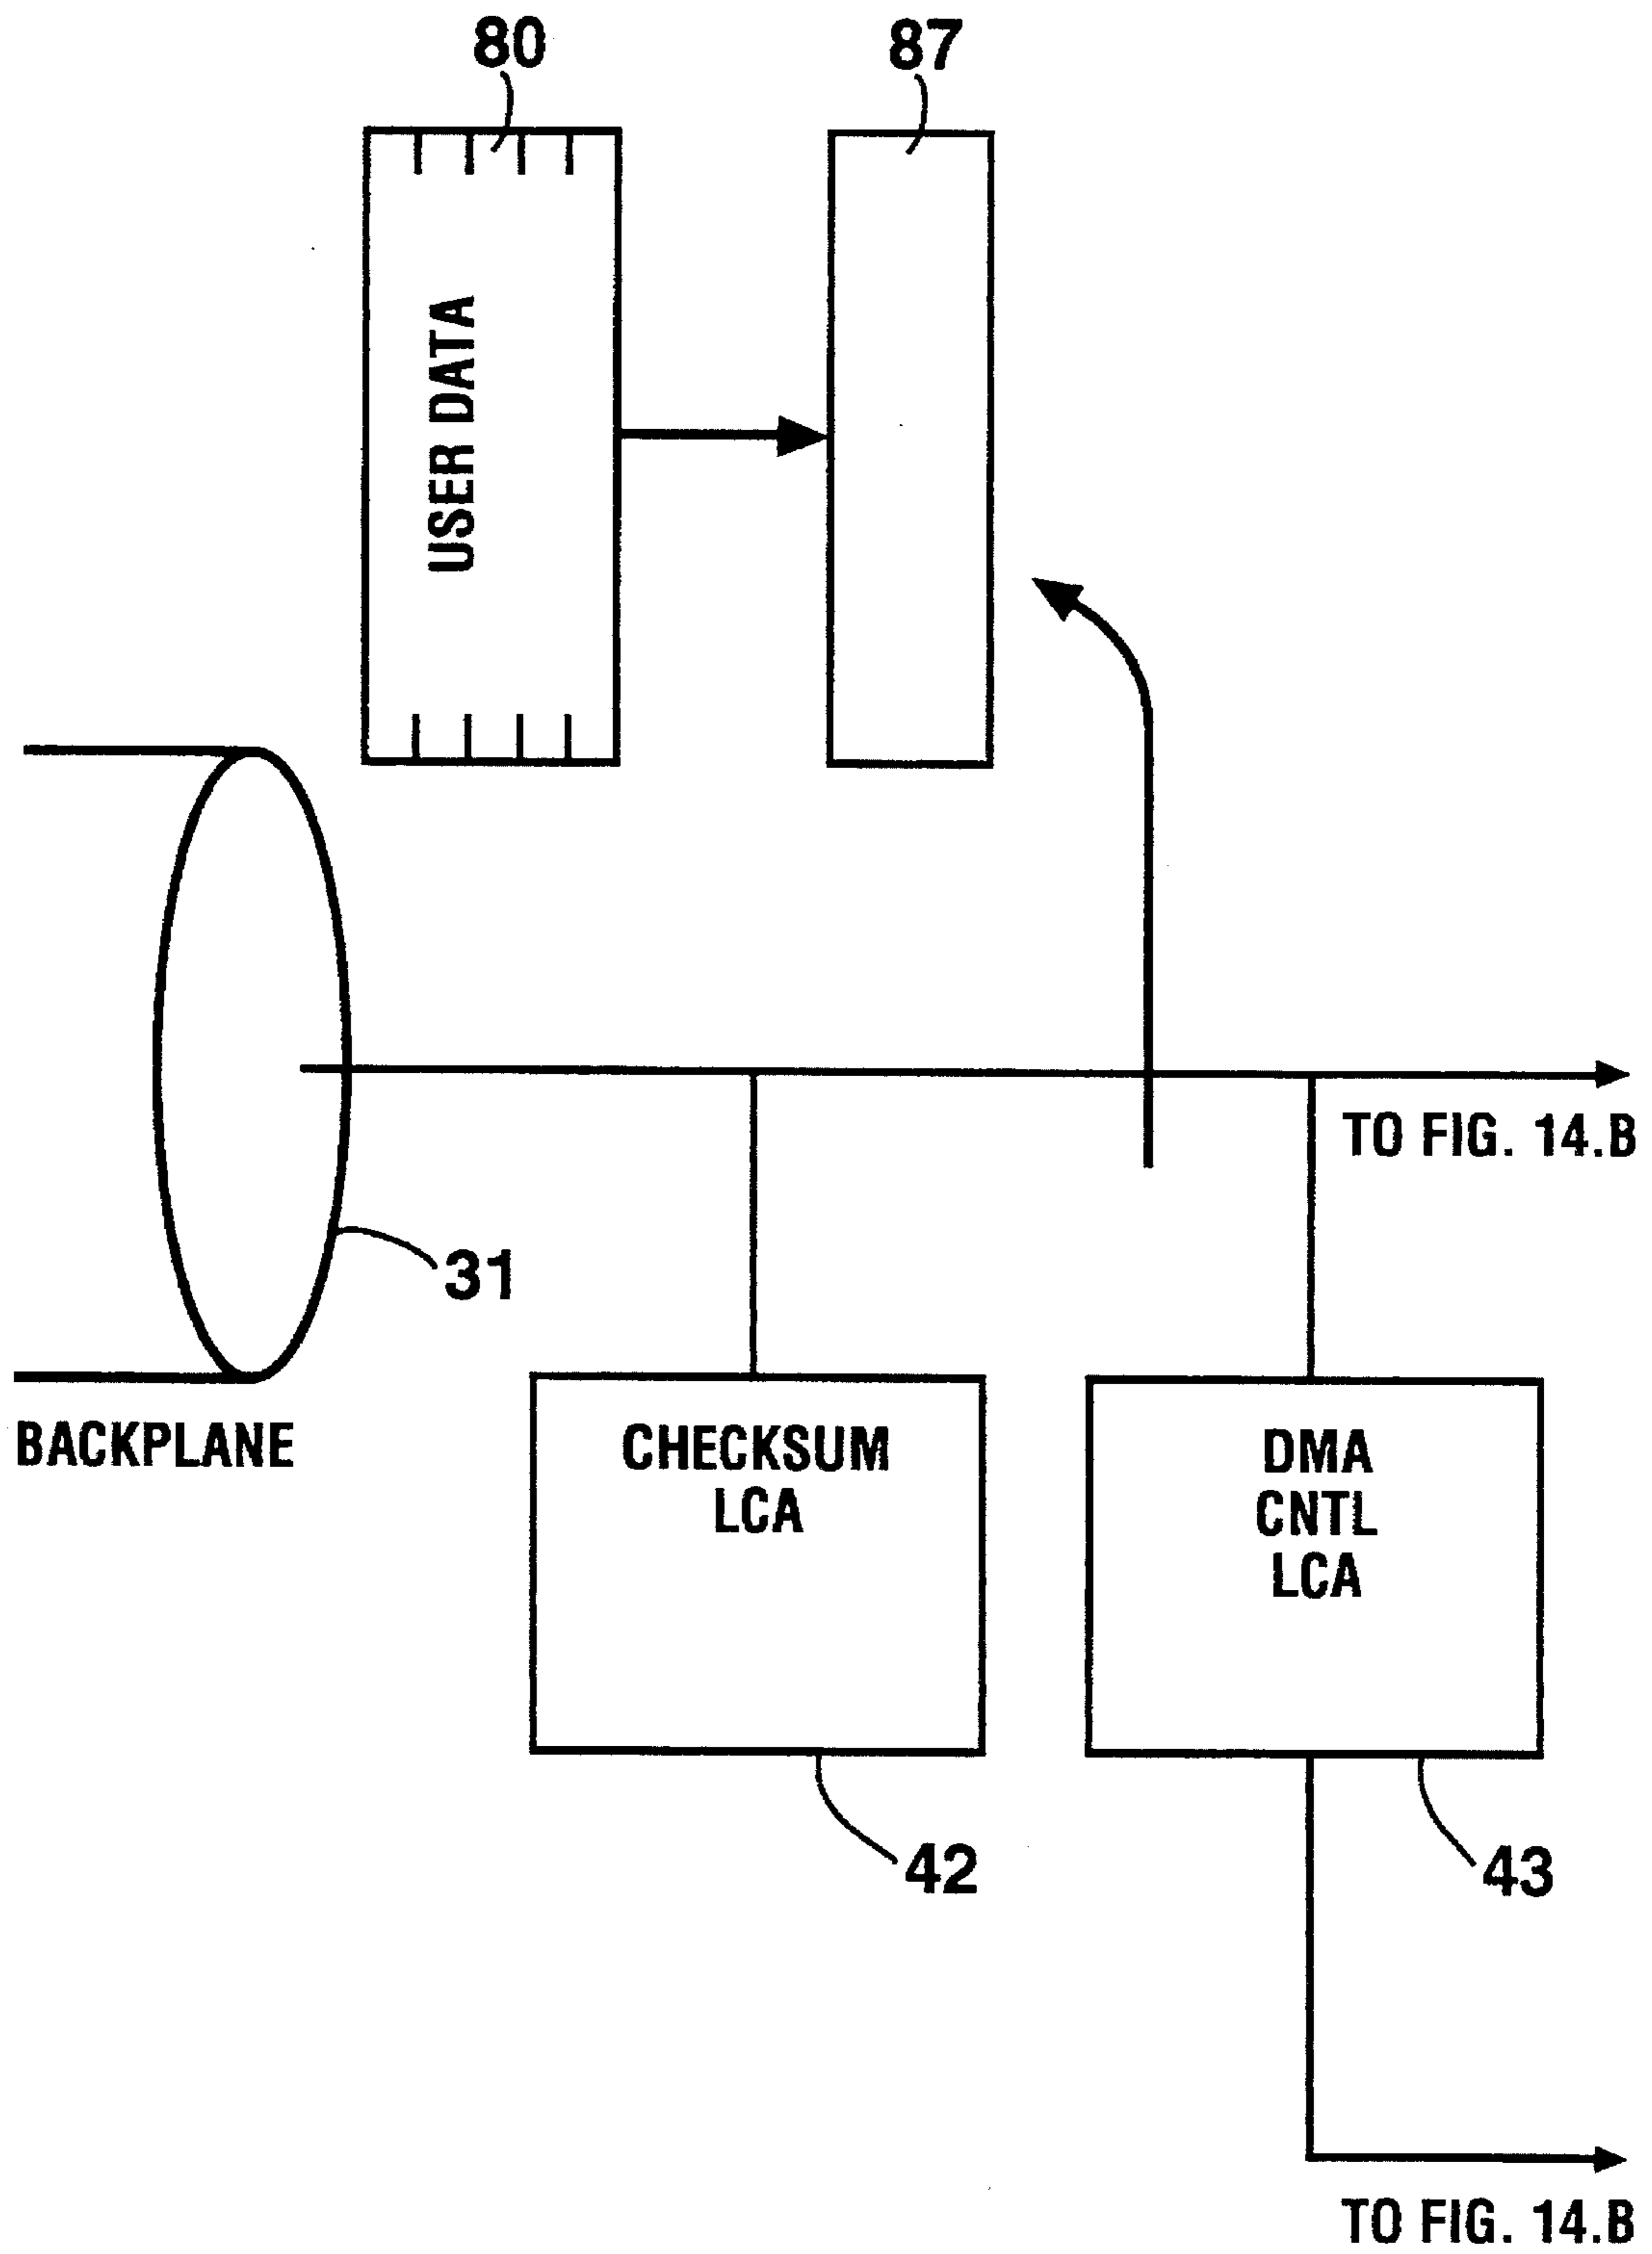 80
87
USER DATA
TO FIG. 14.B
31
BACKPLANE
CHECKSUM
LCA
DMA
CNTL
LCA
42
43
TO FIG. 14.B